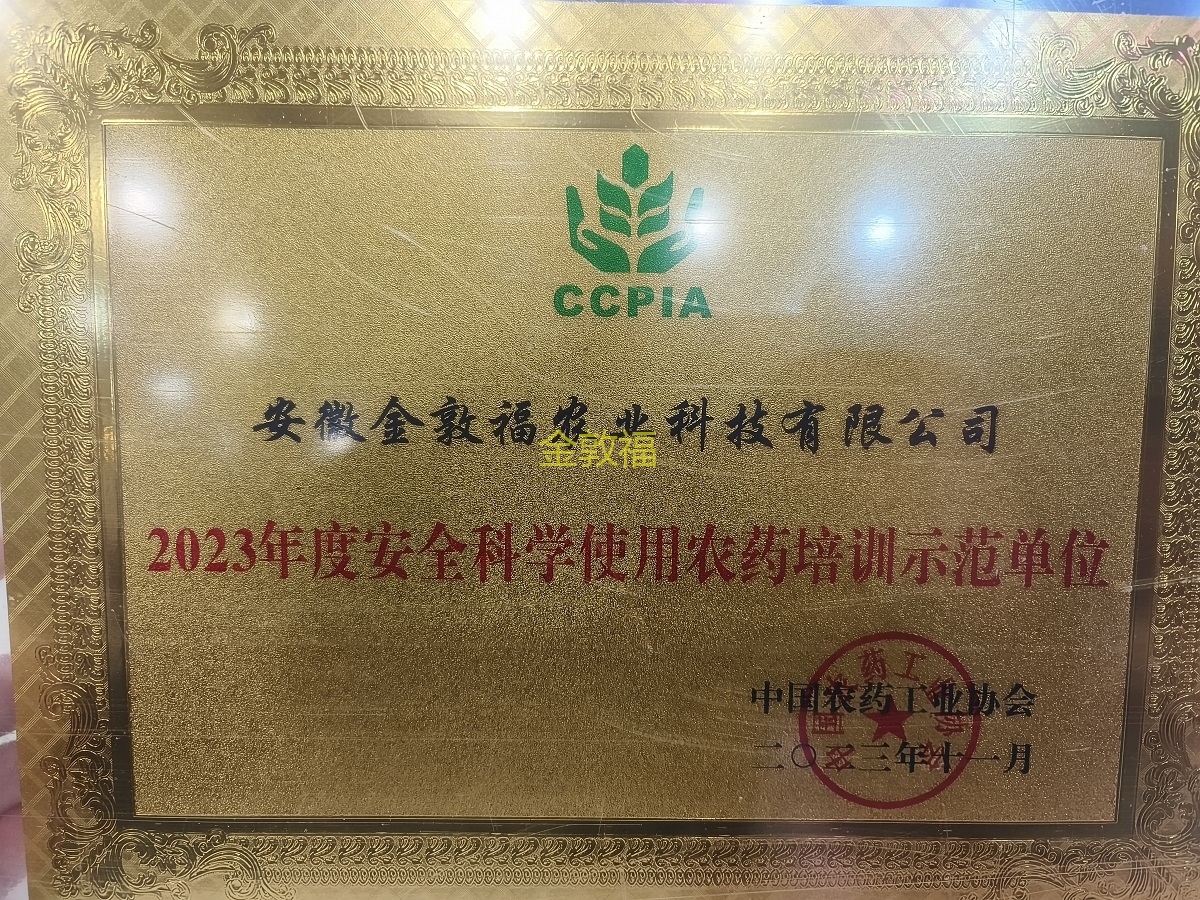 CCPIA
安徽金敦福农业科技有限公司
金敦福
2023年度安全科学使用农药培训示范单位
中国农药工业协会
二〇二三年十一月